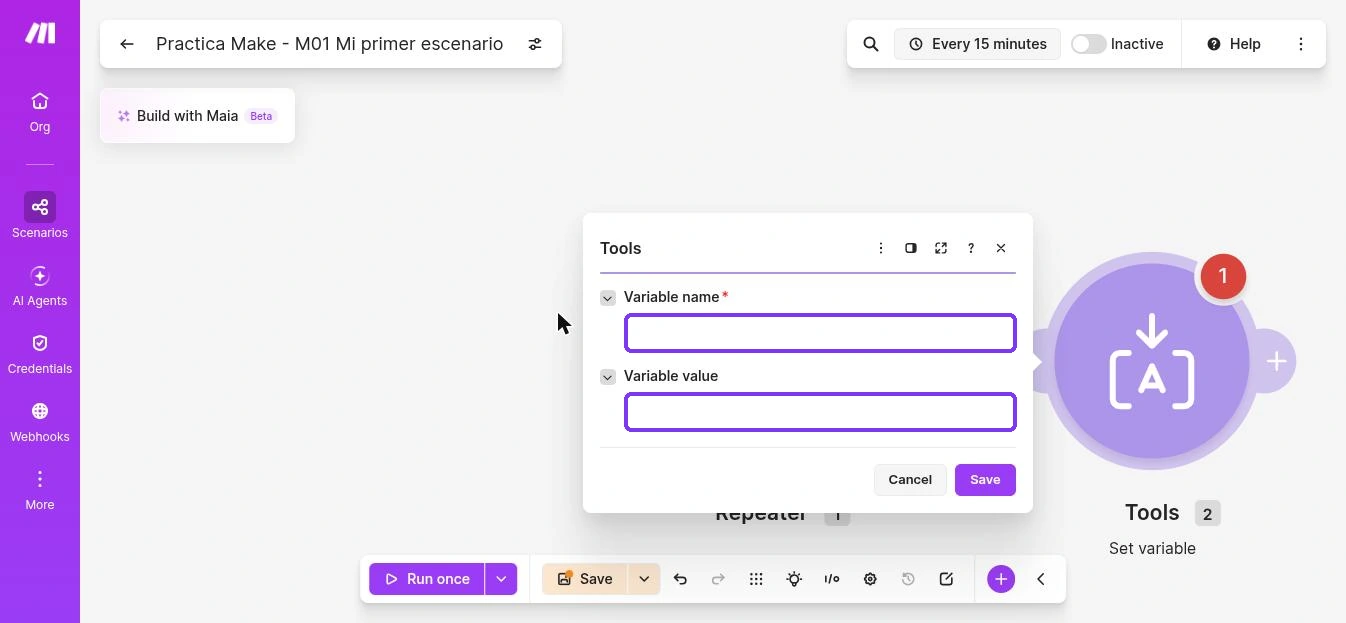 Practica Make - M01 Mi primer escenario
Every 15 minutes
Inactive
Help
Build with Maia Beta
Org
Scenarios
AI Agents
Credentials
Webhooks
More
Tools
?
Variable name *
Variable value
Cancel
Save
1
Repeater 1
Tools 2
Set variable
Run once
Save